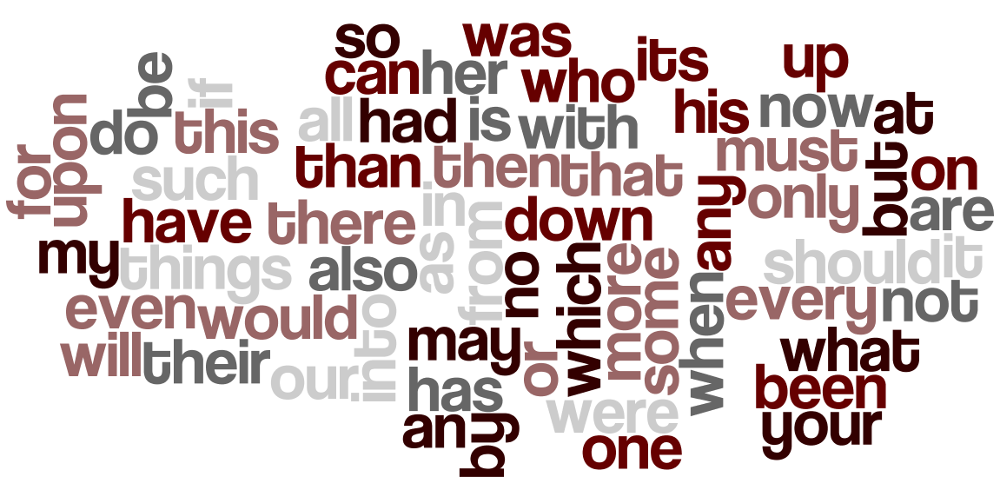 so
was
can
her
who
its
up
be
if
all
had
is
with
his
now
at
upon
do
this
than
then
that
must
but
on
for
such
any
only
are
have
there
in
from
down
my
things
also
as
no
which
more
some
should
it
even
would
into
when
every
not
will
their
our
may
or
what
has
were
been
an
by
one
your